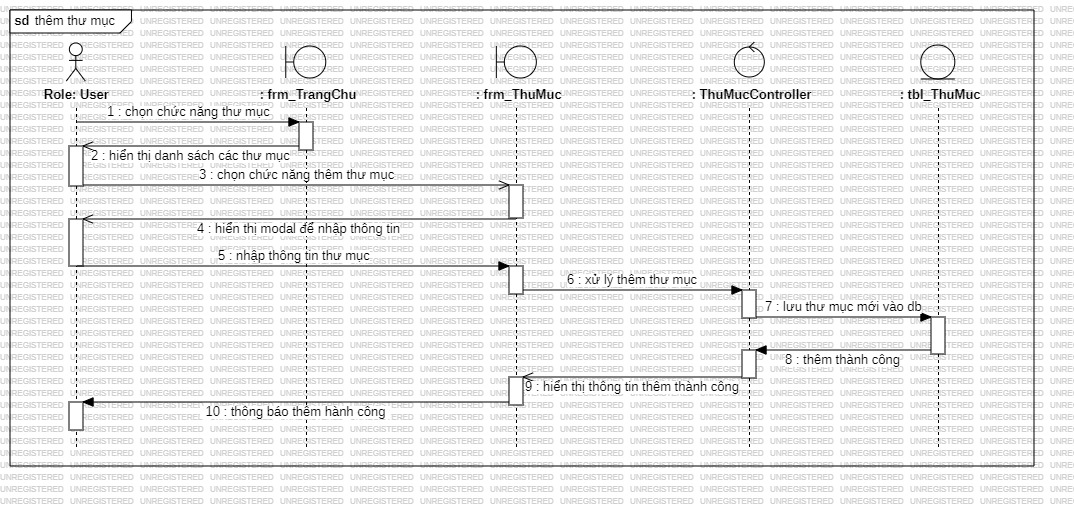 sd thêm thư mục
Role: User
: frm_TrangChu
: frm_ThuMuc
: ThuMucController
: tbl_ThuMuc
1 : chọn chức năng thư mục
2 : hiển thị danh sách các thư mục
3 : chọn chức năng thêm thư mục
4 : hiển thị modal để nhập thông tin
5 : nhập thông tin thư mục
6 : xử lý thêm thư mục
7 : lưu thư mục mới vào db
8 : thêm thành công
9 : hiển thị thông tin thêm thành công
10 : thông báo thêm hành công
UNREGISTERED